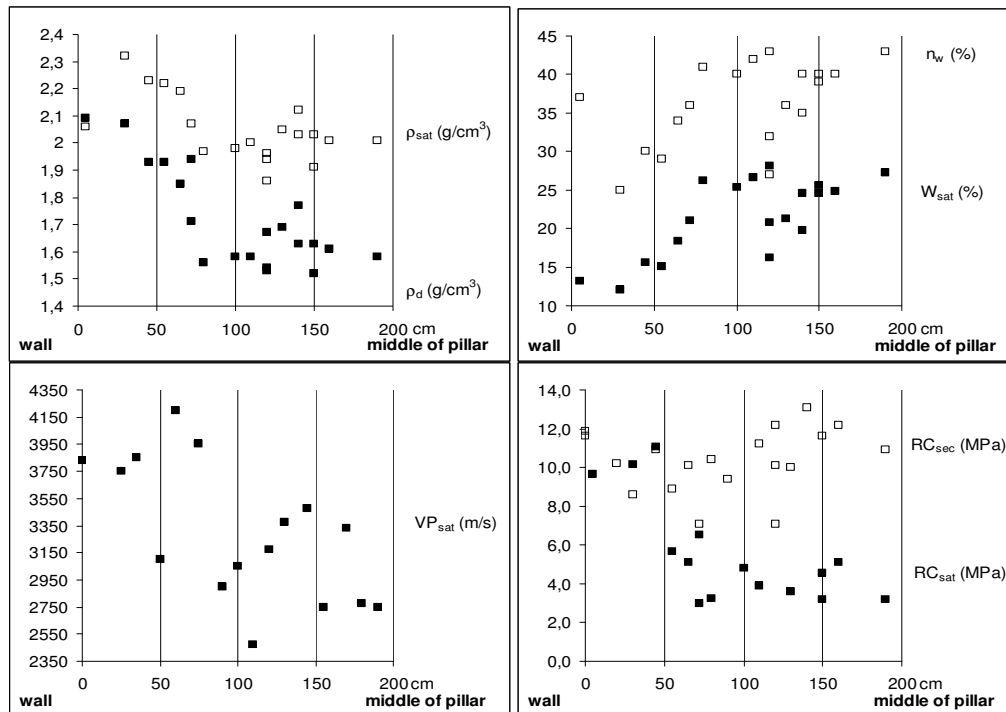 2,4
2,3
2,2
2,1
2
1,9
1,8
1,7
1,6
1,5
1,4
ρsat (g/cm³)
ρd (g/cm³)
0 50 100 150 200 cm
wall middle of pillar
45
40
35
30
25
20
15
10
nw (%)
Wsat (%)
0 50 100 150 200 cm
wall middle of pillar
4350
4150
3950
3750
3550
3350
3150
2950
2750
2550
2350
VPsat (m/s)
0 50 100 150 200 cm
wall middle of pillar
14,0
12,0
10,0
8,0
6,0
4,0
2,0
0,0
RCsec (MPa)
RCsat (MPa)
0 50 100 150 200 cm
wall middle of pillar